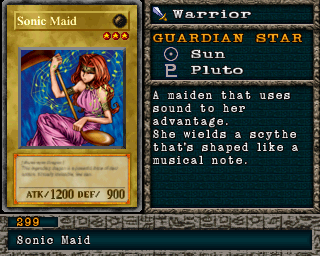 Sonic Maid
ATK/1200 DEF/ 900
Warrior
GUARDIAN STAR
Sun
Pluto
A maiden that uses
sound to her
advantage.
She wields a scythe
that's shaped like a
musical note.
299
Sonic Maid